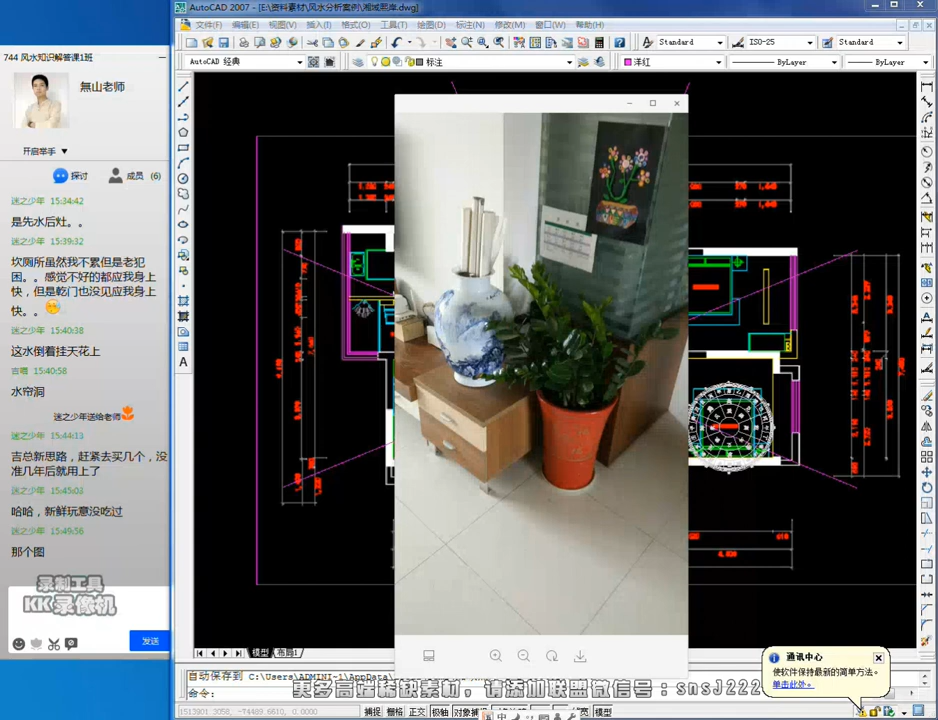 AutoCAD 2007 - [E:\资料素材\风水分析案例\湘域熙岸.dwg]
文件(F) 编辑(E) 视图(V) 插入(I) 格式(O) 工具(T) 绘图(D) 标注(N) 修改(M) 窗口(W) 帮助(H)
Standard ISO-25 Standard
AutoCAD 经典 标注 洋红 ByLayer ByLayer
744 风水知识解答课1班
無山老师
开启举手
探讨 成员 (6)
迷之少年 15:34:42
是先水后灶。。
迷之少年 15:39:32
坎厕所虽然我不累但是老犯
困。。感觉不好的都应我身上
快，但是乾门也没见应我身上
快。。
迷之少年 15:40:38
这水倒着挂天花上
吉囑 15:40:58
水帘洞
迷之少年送给老师
迷之少年 15:44:13
吉总新思路，赶紧去买几个，没
准几年后就用上了
迷之少年 15:45:03
哈哈，新鲜玩意没吃过
迷之少年 15:49:56
那个图
录制工具
KK 录像机
发送
模型 布局1
自动保存到 C:\Users\ADMINI~1\AppData\
命令：
更多高端稀缺素材，请添加联盟微信号：snsJ222
通讯中心
使软件保持最新的简单方法。
单击此处。
捕捉 栅格 正交 极轴 对象捕捉 模型
中